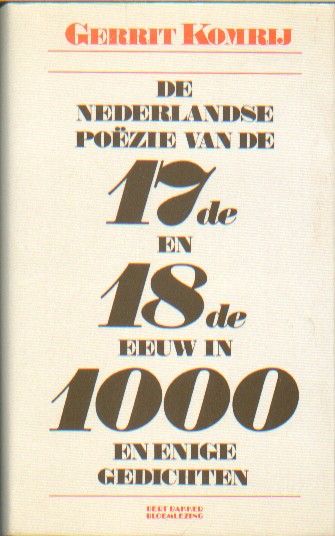 GERRIT KOMRIJ
DE
NEDERLANDSE
POËZIE VAN DE
17de
EN
18de
EEUW IN
1000
EN ENIGE
GEDICHTEN
BERT BAKKER
BLOEMLEZING